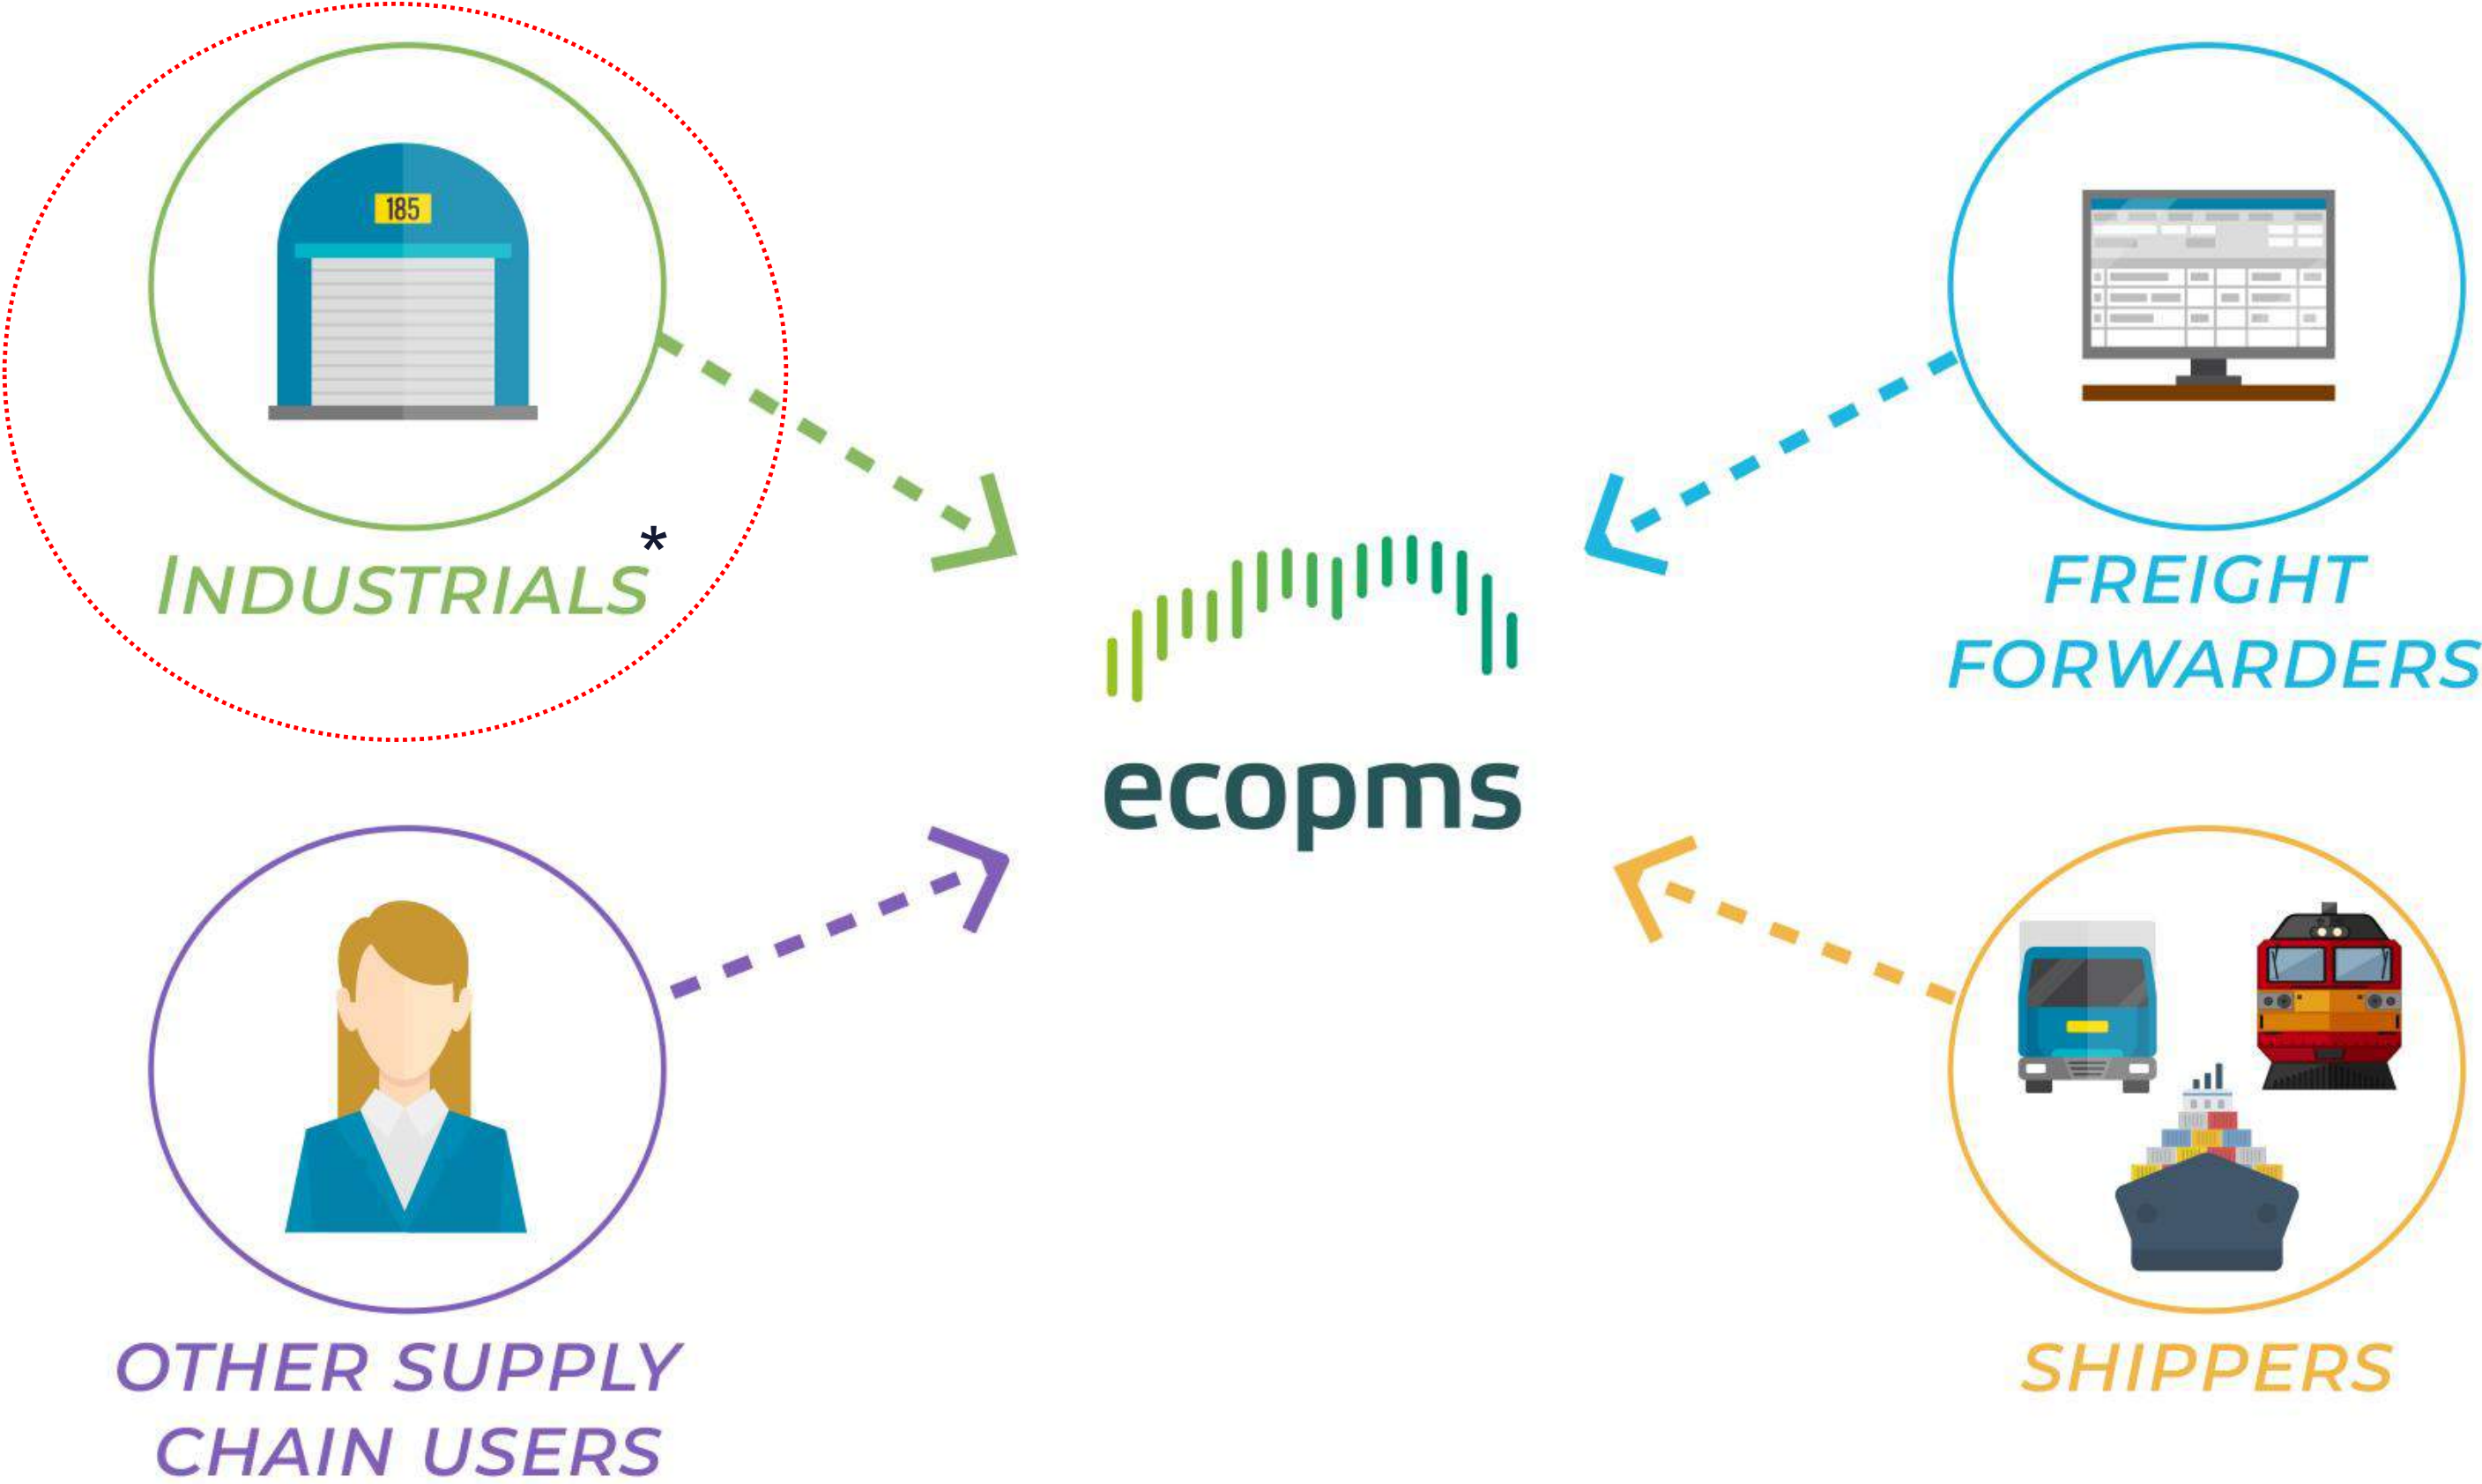 185
INDUSTRIALS*
FREIGHT
FORWARDERS
ecopms
OTHER SUPPLY
CHAIN USERS
SHIPPERS